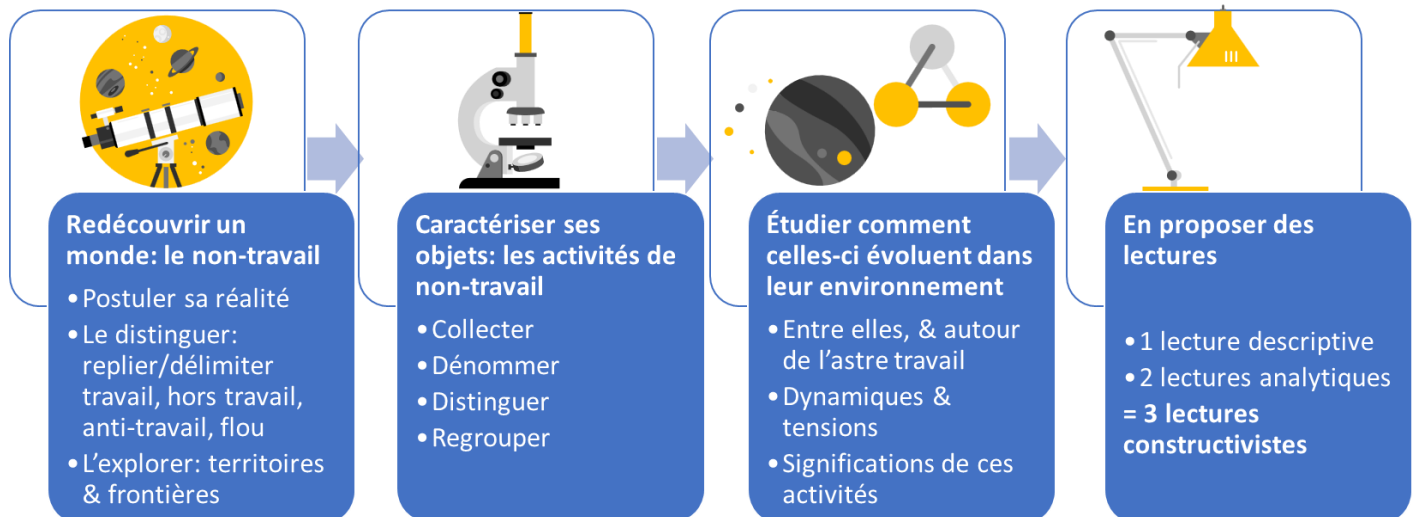 Redécouvrir un
monde: le non-travail
•Postuler sa réalité
•Le distinguer:
replier/délimiter
travail, hors travail,
anti-travail, flou
•L'explorer: territoires
& frontières
Caractériser ses
objets: les activités de
non-travail
•Collecter
•Dénommer
•Distinguer
•Regrouper
Étudier comment
celles-ci évoluent dans
leur environnement
•Entre elles, & autour
de l'astre travail
•Dynamiques &
tensions
•Significations de ces
activités
En proposer des
lectures
•1 lecture descriptive
•2 lectures analytiques
= 3 lectures
constructivistes